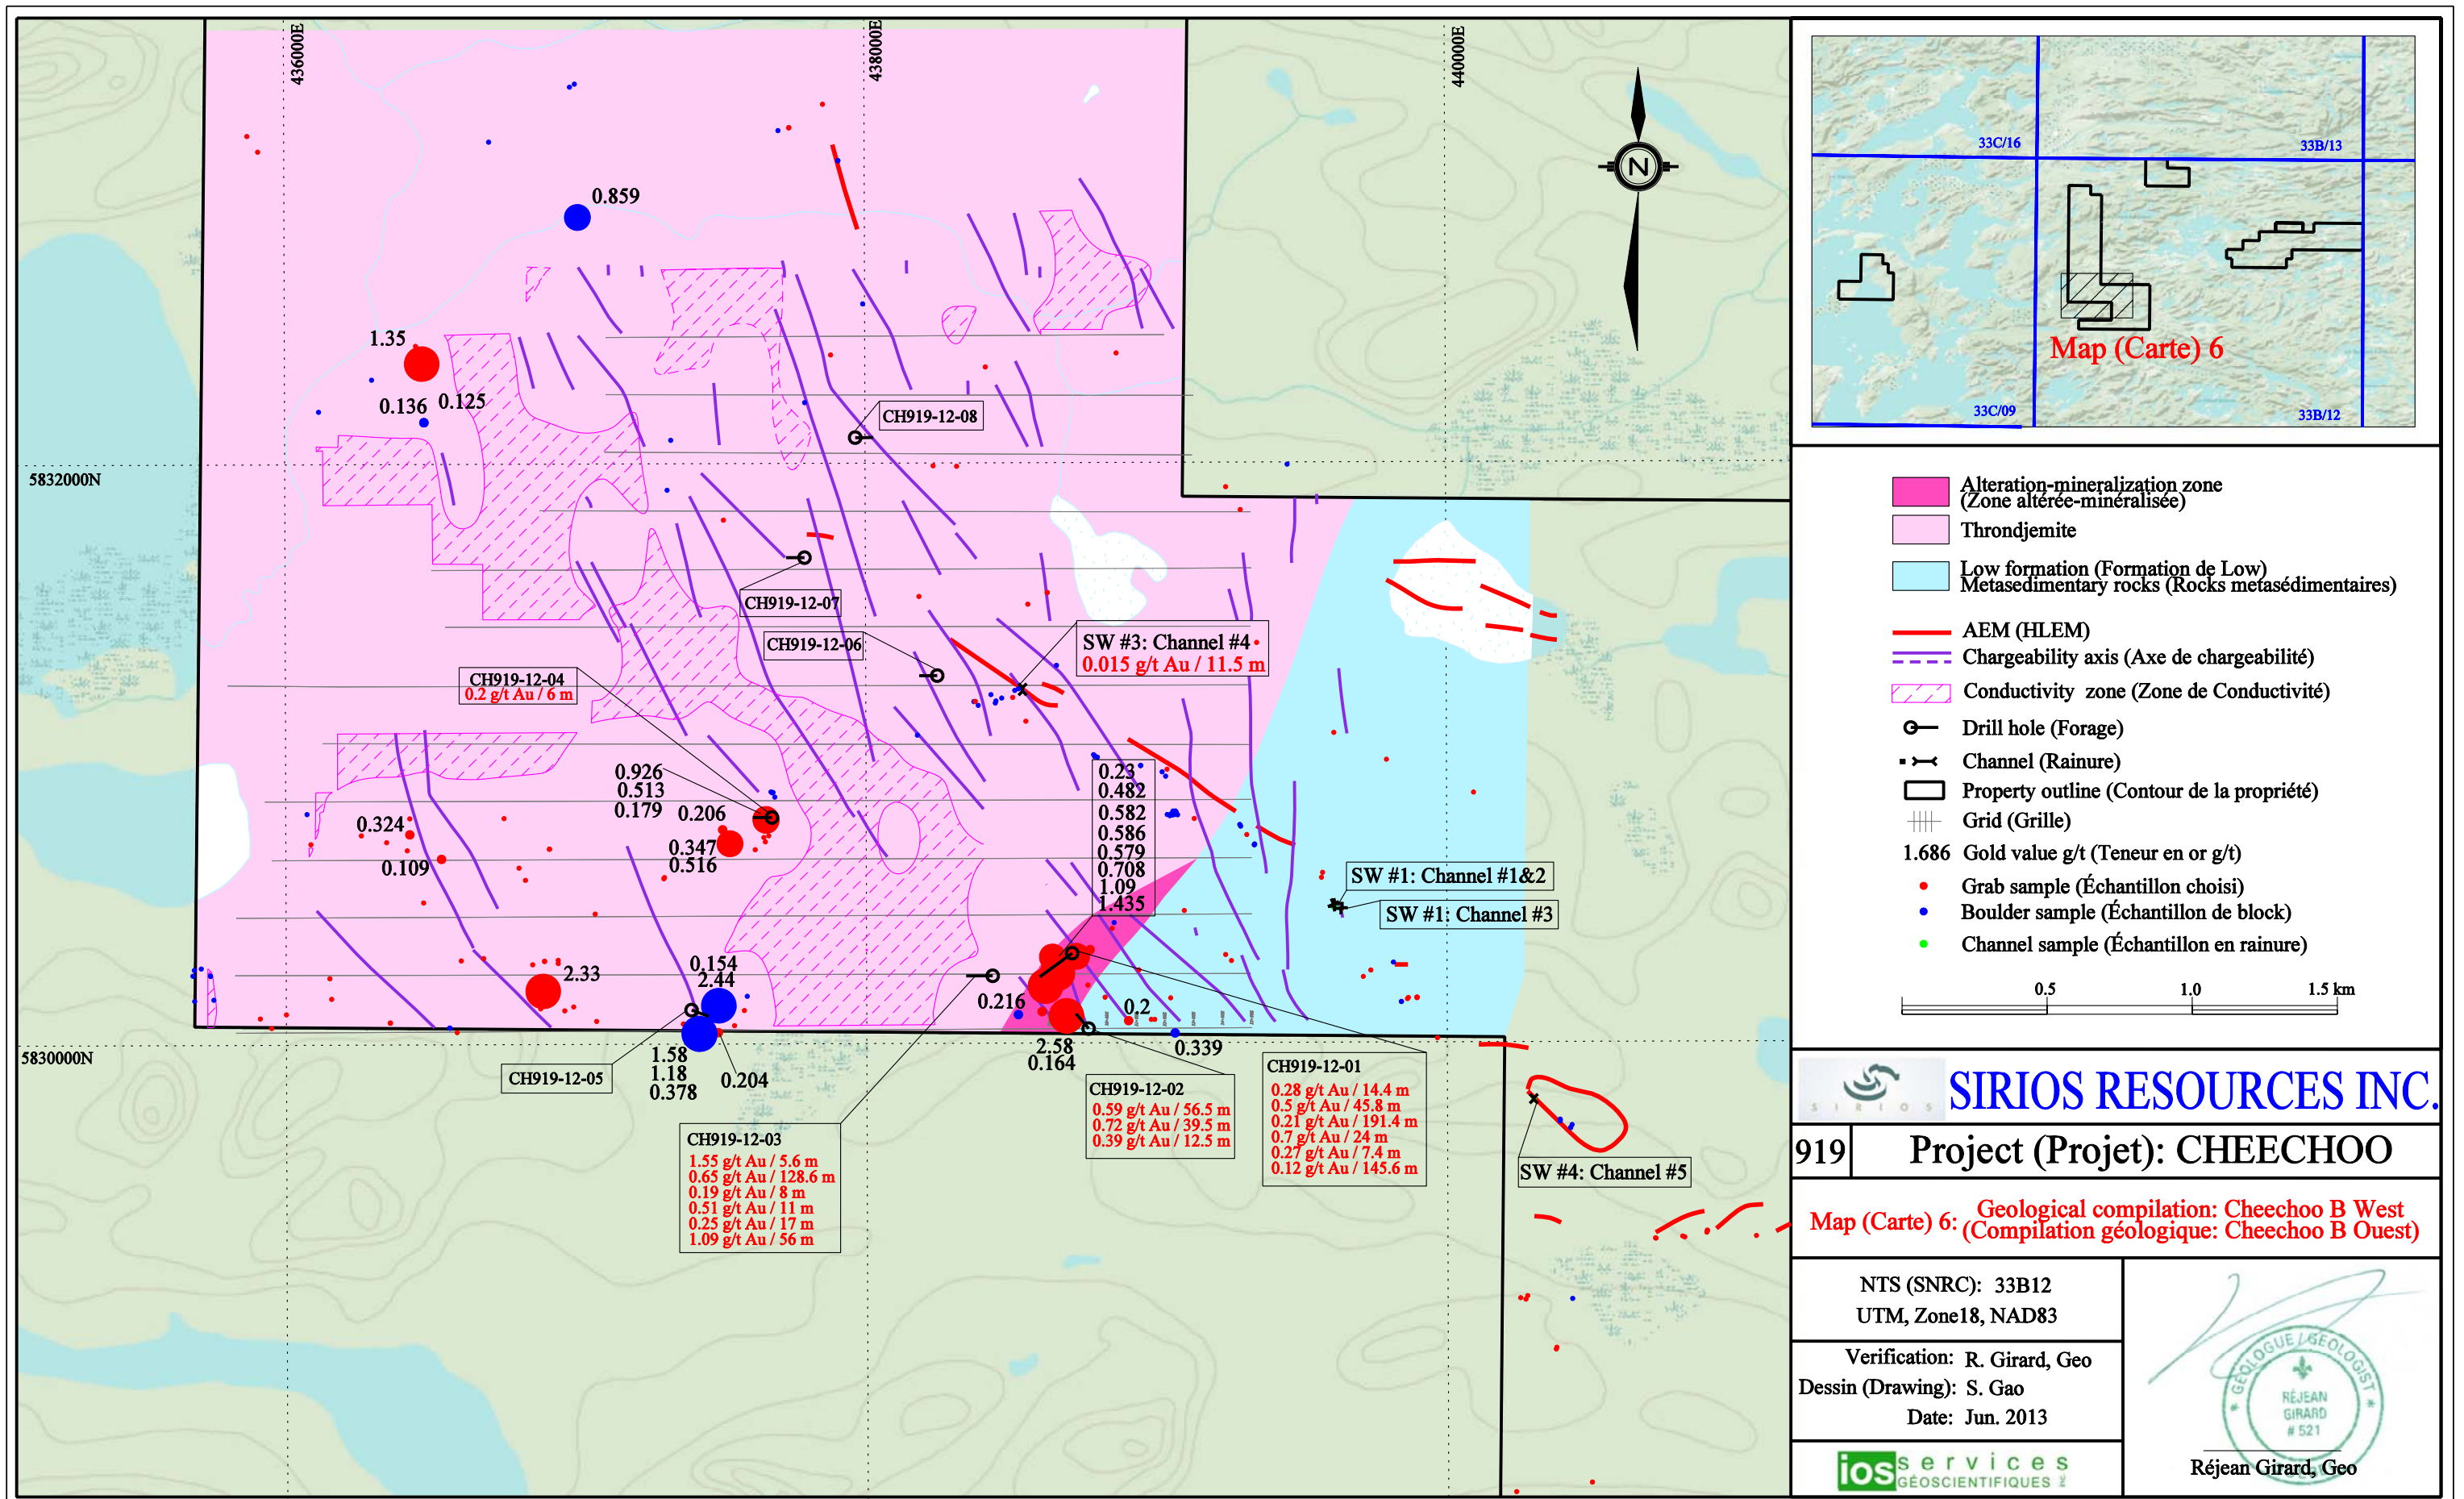 436000E
438000E
440000E
5832000N
5830000N
0.859
1.35
0.136
0.125
CH919-12-08
CH919-12-07
CH919-12-06
SW #3: Channel #4
0.015 g/t Au / 11.5 m
CH919-12-04
0.2 g/t Au / 6 m
0.926
0.513
0.179
0.206
0.347
0.516
0.324
0.109
0.23
0.482
0.582
0.586
0.579
0.708
1.09
1.435
SW #1: Channel #1&2
SW #1: Channel #3
2.33
0.154
2.44
0.216
0.2
0.339
2.58
0.164
1.58
1.18
0.378
0.204
CH919-12-05
CH919-12-03
1.55 g/t Au / 5.6 m
0.65 g/t Au / 128.6 m
0.19 g/t Au / 8 m
0.51 g/t Au / 11 m
0.25 g/t Au / 17 m
1.09 g/t Au / 56 m
CH919-12-02
0.59 g/t Au / 56.5 m
0.72 g/t Au / 39.5 m
0.39 g/t Au / 12.5 m
CH919-12-01
0.28 g/t Au / 14.4 m
0.5 g/t Au / 45.8 m
0.21 g/t Au / 191.4 m
0.7 g/t Au / 24 m
0.27 g/t Au / 7.4 m
0.12 g/t Au / 145.6 m
SW #4: Channel #5
N
33C/16
33B/13
Map (Carte) 6
33C/09
33B/12
Alteration-mineralization zone
(Zone altérée-minéralisée)
Throndjemite
Low formation (Formation de Low)
Metasedimentary rocks (Rocks metasédimentaires)
AEM (HLEM)
Chargeability axis (Axe de chargeabilité)
Conductivity zone (Zone de Conductivité)
Drill hole (Forage)
Channel (Rainure)
Property outline (Contour de la propriété)
Grid (Grille)
1.686 Gold value g/t (Teneur en or g/t)
Grab sample (Échantillon choisi)
Boulder sample (Échantillon de block)
Channel sample (Échantillon en rainure)
0.5 1.0 1.5 km
SIRIOS
SIRIOS RESOURCES INC.
919 Project (Projet): CHEECHOO
Map (Carte) 6: Geological compilation: Cheechoo B West
(Compilation géologique: Cheechoo B Ouest)
NTS (SNRC): 33B12
UTM, Zone18, NAD83
Verification: R. Girard, Geo
Dessin (Drawing): S. Gao
Date: Jun. 2013
ios services
GÉOSCIENTIFIQUES INC.
GÉOLOGUE / GEOLOGIST
RÉJEAN
GIRARD
# 521
Réjean Girard, Geo